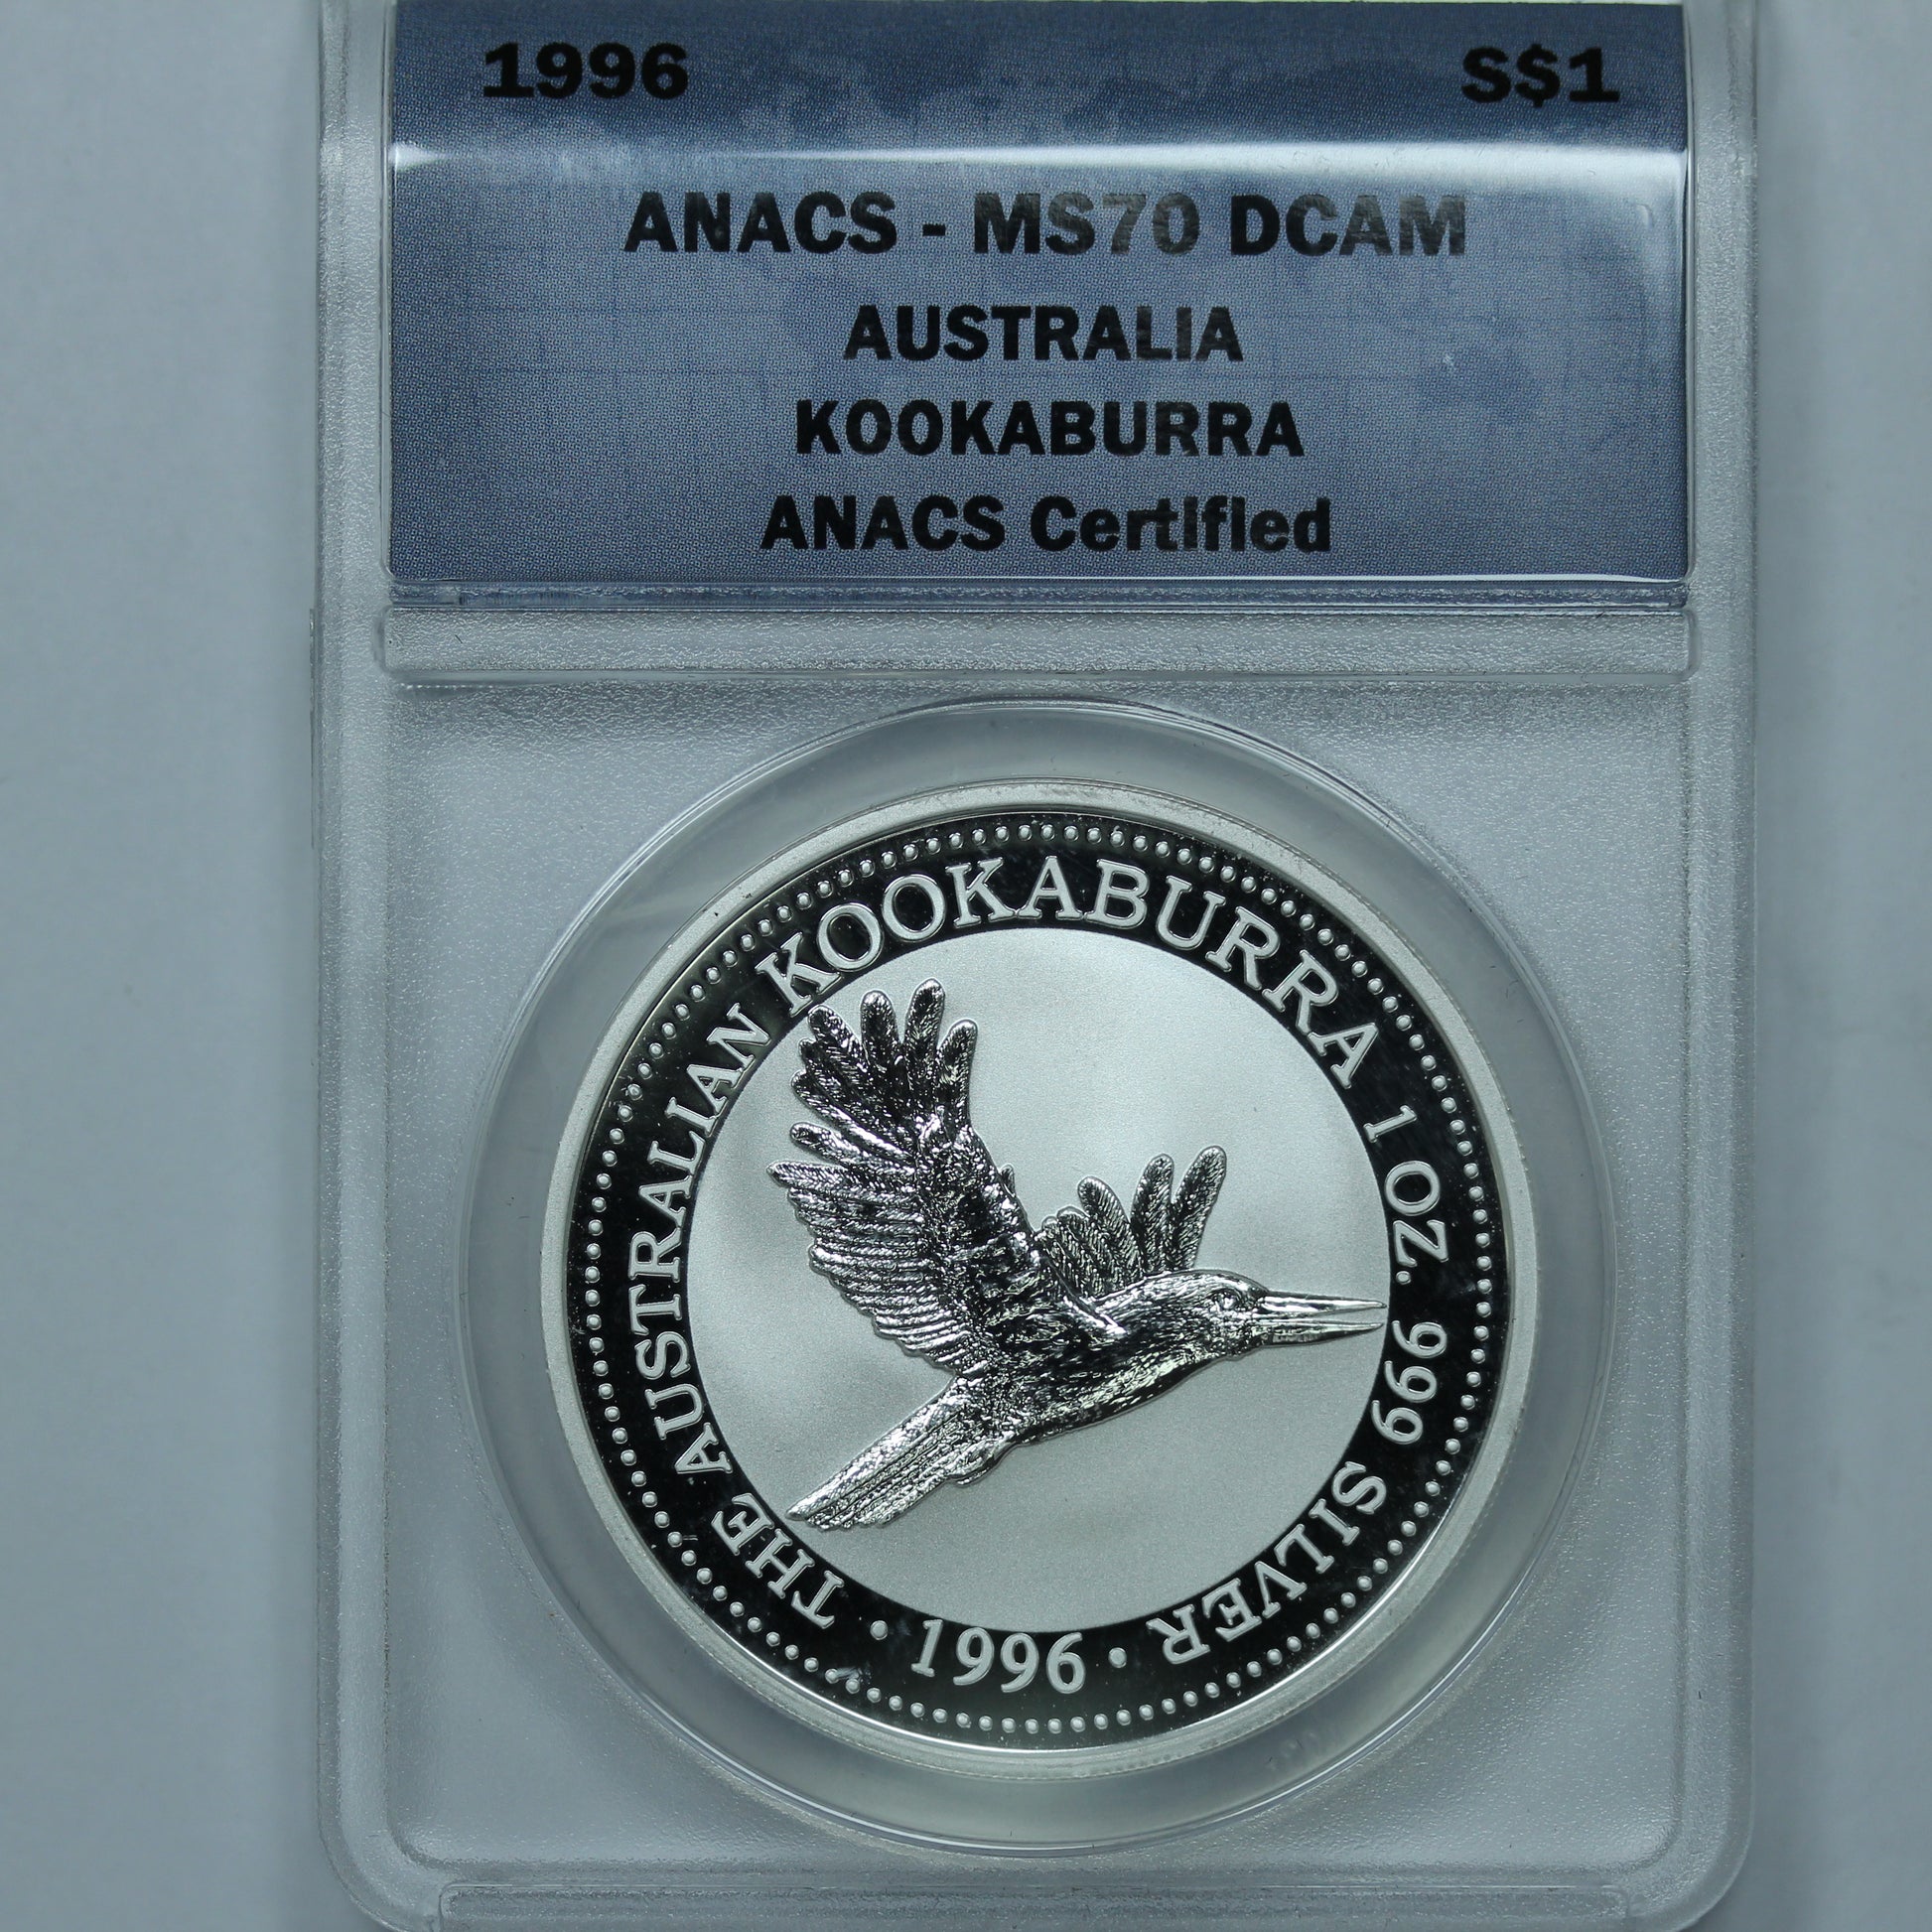 1996 S$1
ANACS - MS70 DCAM
AUSTRALIA
KOOKABURRA
ANACS Certified
THE AUSTRALIAN KOOKABURRA 1 OZ. 999 SILVER
• 1996 •